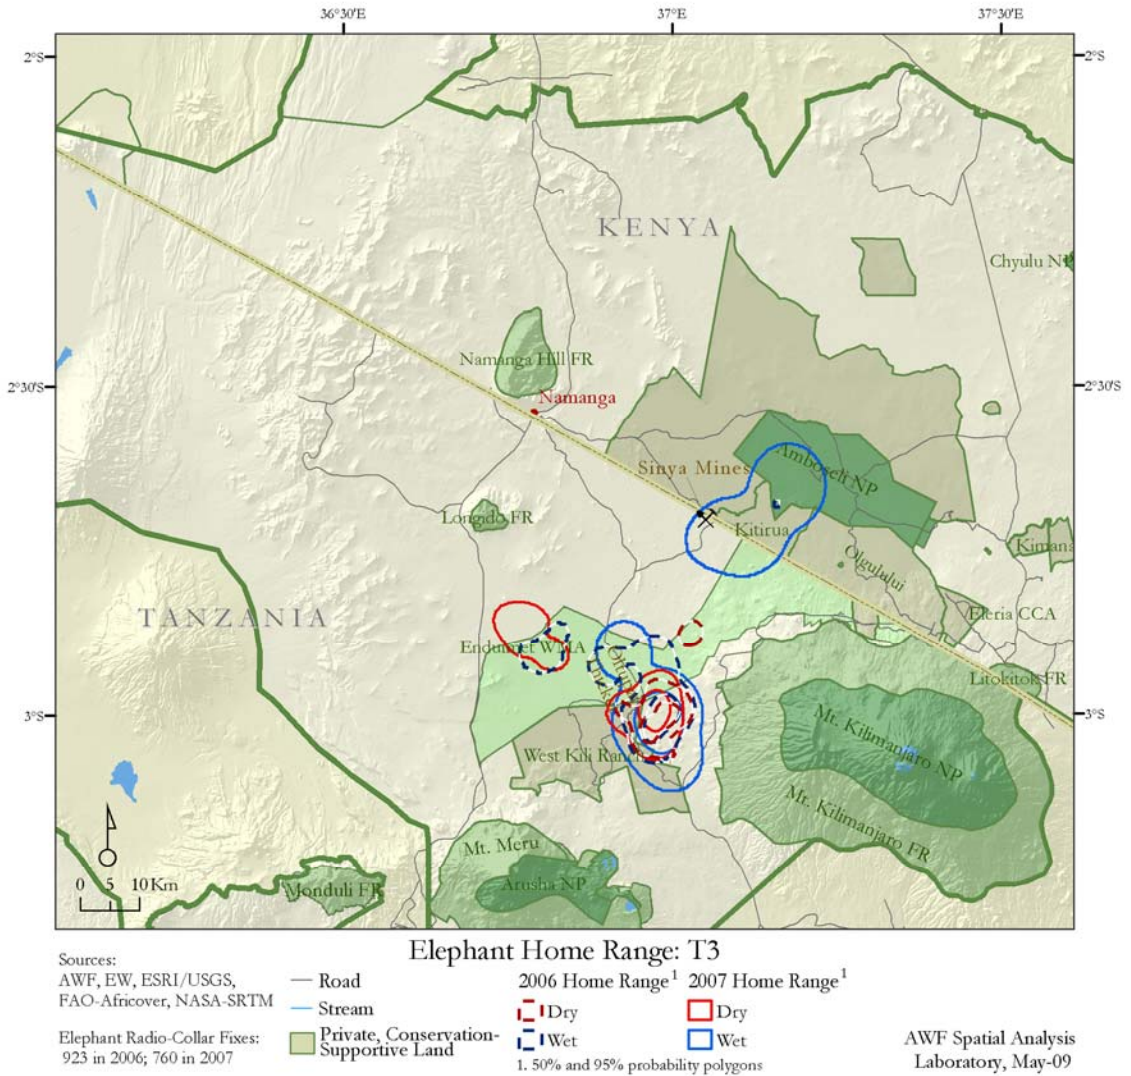 36°30'E 37°E 37°30'E
2°S 2°S
KENYA
Chyulu NP
Namanga Hill FR
2°30'S 2°30'S
Namanga
Sinya Mines
Amboseli NP
Longido FR
Kitirua
Kimana
Olgulului
TANZANIA
Eleria CCA
Enduimet WMA
Litokitok FR
3°S 3°S
Mt. Kilimanjaro NP
West Kili Ranch
Mt. Kilimanjaro FR
Mt. Meru
Arusha NP
Monduli FR
0 5 10 Km
Elephant Home Range: T3
Sources:
AWF, EW, ESRI/USGS,
FAO-Africover, NASA-SRTM
Elephant Radio-Collar Fixes:
923 in 2006; 760 in 2007
Road
Stream
Private, Conservation-
Supportive Land
2006 Home Range1
Dry
Wet
2007 Home Range1
Dry
Wet
1. 50% and 95% probability polygons
AWF Spatial Analysis
Laboratory, May-09